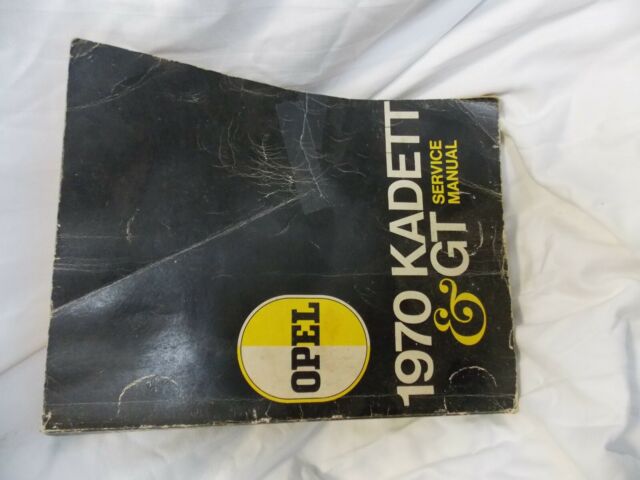 1970 KADETT
& GT SERVICE
MANUAL
OPEL